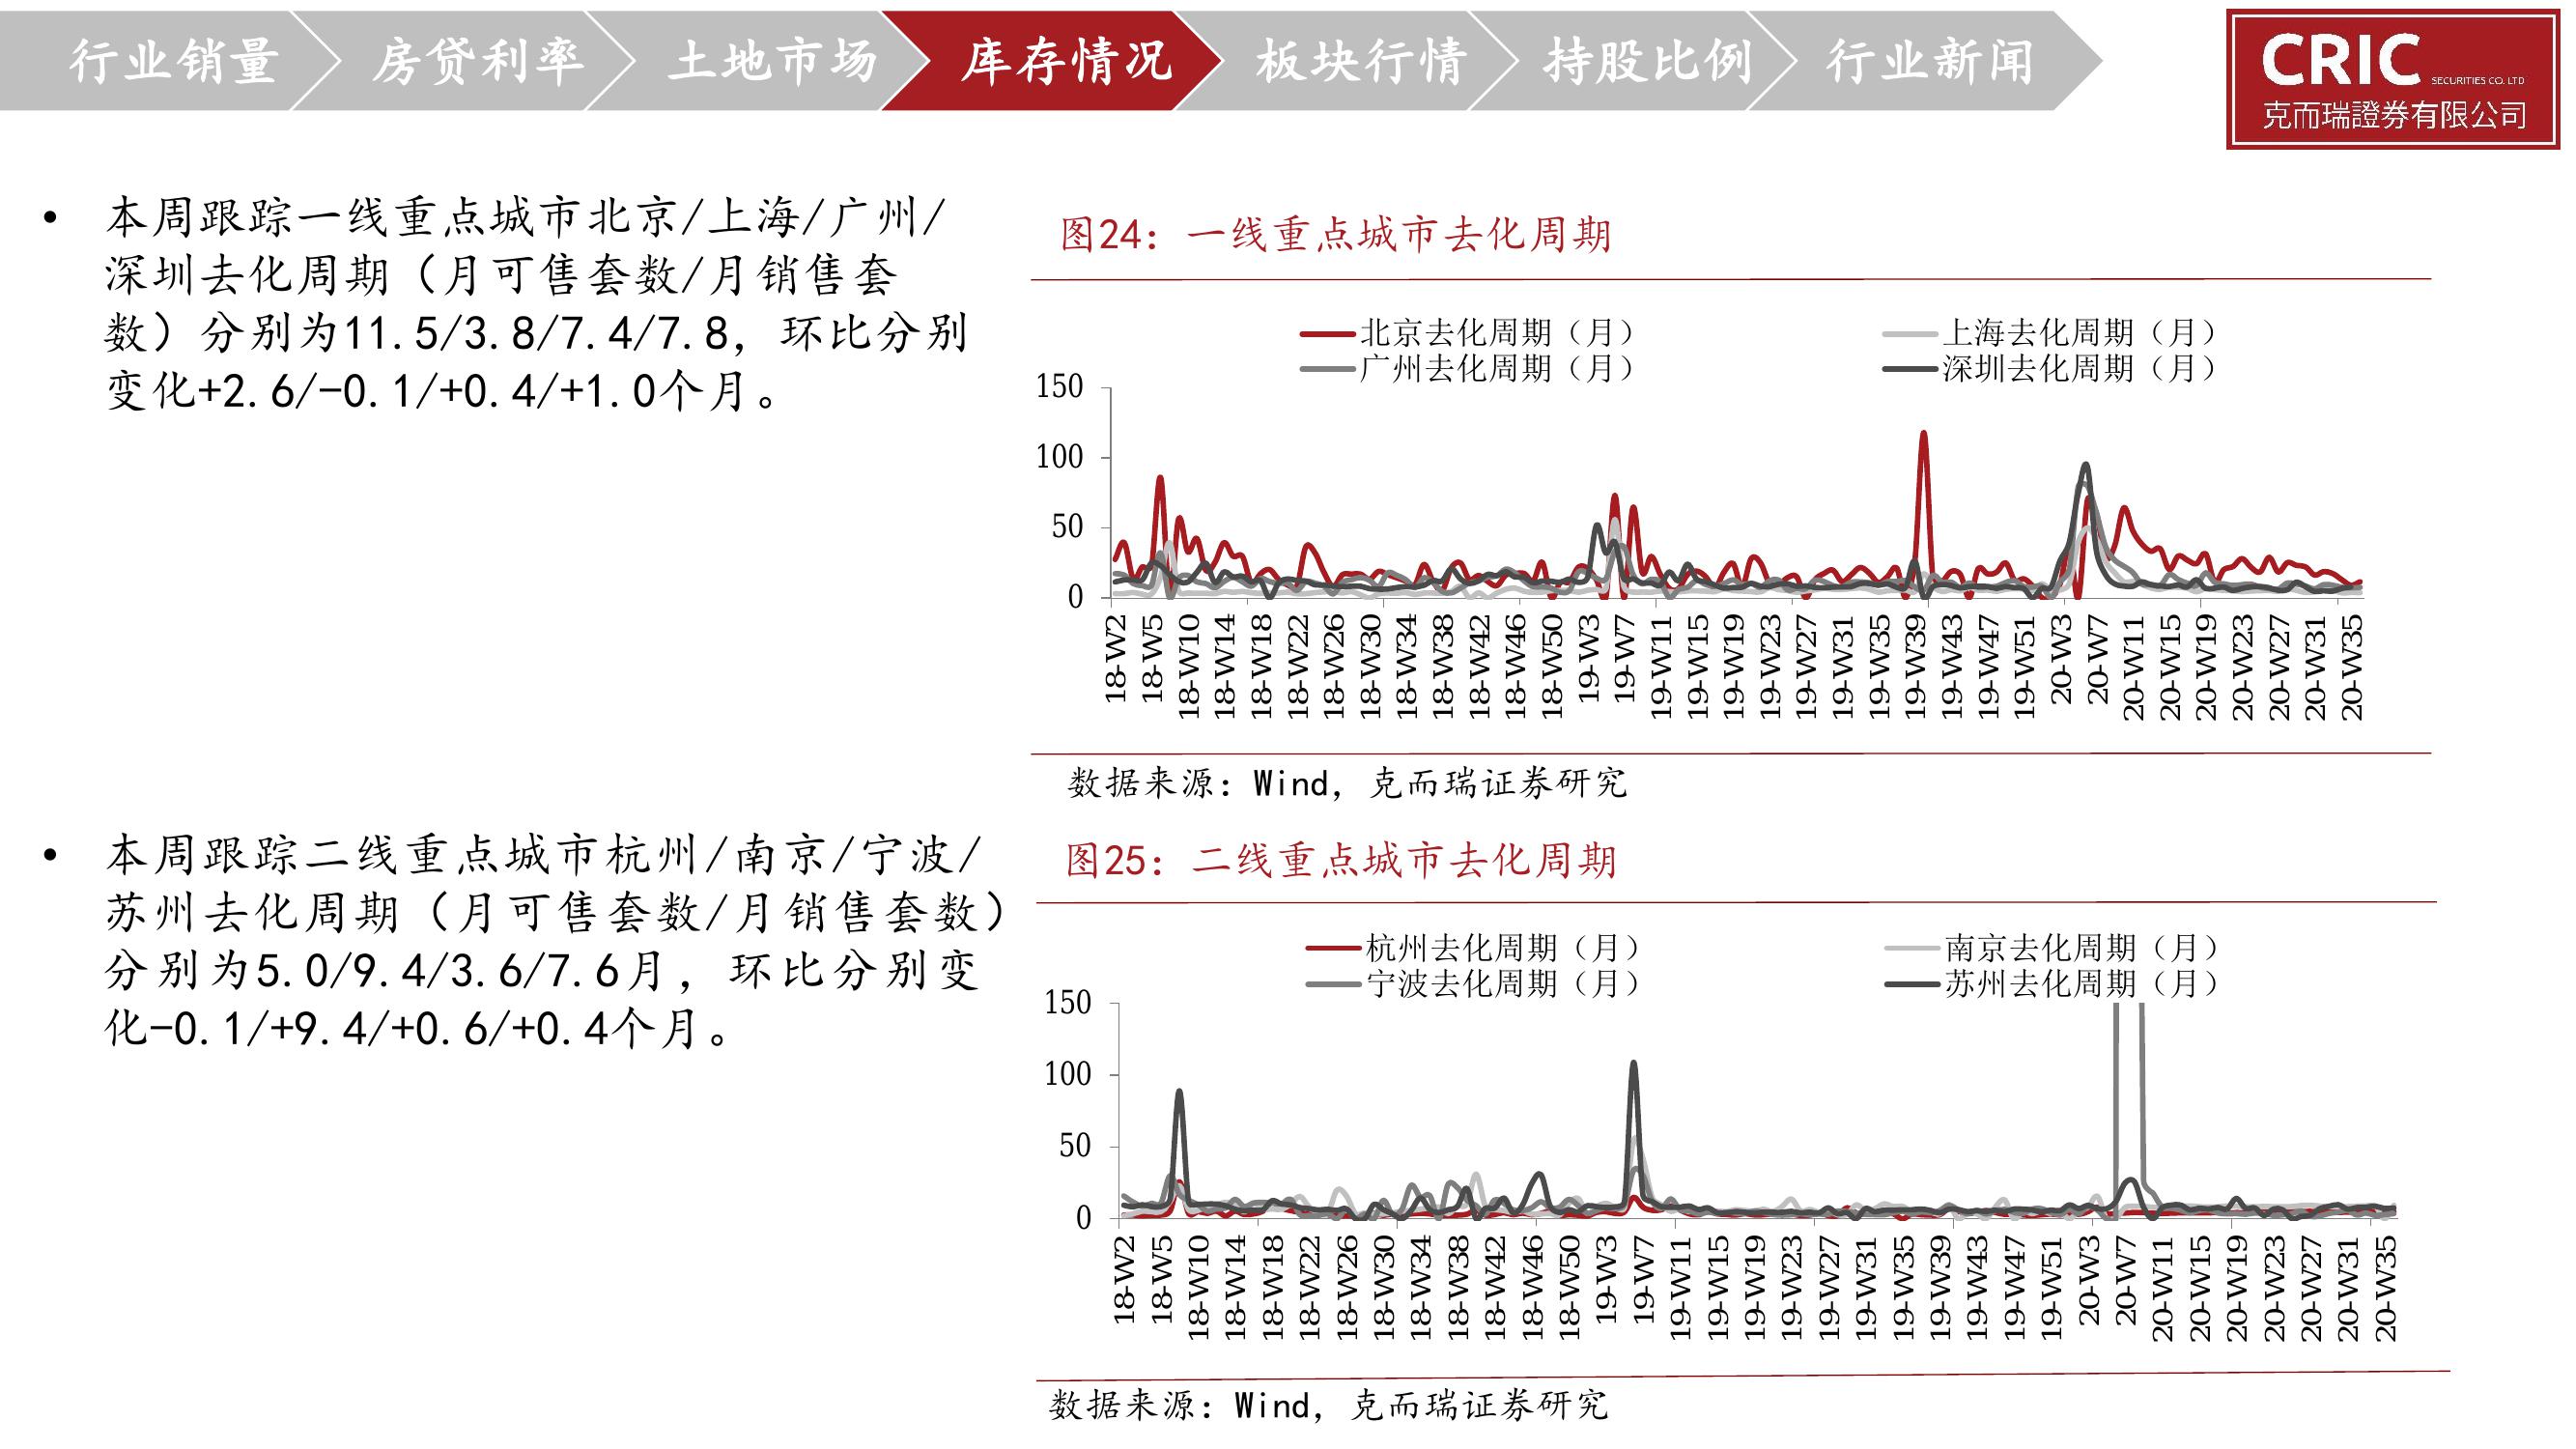 行业销量 房贷利率 土地市场 库存情况 板块行情 持股比例 行业新闻
CRIC SECURITIES CO. LTD
克而瑞證券有限公司
• 本周跟踪一线重点城市北京/上海/广州/
深圳去化周期（月可售套数/月销售套
数）分别为11.5/3.8/7.4/7.8，环比分别
变化+2.6/-0.1/+0.4/+1.0个月。
图24：一线重点城市去化周期
北京去化周期（月） 上海去化周期（月）
广州去化周期（月） 深圳去化周期（月）
150
100
50
0
18-W2 18-W5 18-W10 18-W14 18-W18 18-W22 18-W26 18-W30 18-W34 18-W38 18-W42 18-W46 18-W50 19-W3 19-W7 19-W11 19-W15 19-W19 19-W23 19-W27 19-W31 19-W35 19-W39 19-W43 19-W47 19-W51 20-W3 20-W7 20-W11 20-W15 20-W19 20-W23 20-W27 20-W31 20-W35
数据来源：Wind，克而瑞证券研究
• 本周跟踪二线重点城市杭州/南京/宁波/
苏州去化周期（月可售套数/月销售套数）
分别为5.0/9.4/3.6/7.6月，环比分别变
化-0.1/+9.4/+0.6/+0.4个月。
图25：二线重点城市去化周期
杭州去化周期（月） 南京去化周期（月）
宁波去化周期（月） 苏州去化周期（月）
150
100
50
0
18-W2 18-W5 18-W10 18-W14 18-W18 18-W22 18-W26 18-W30 18-W34 18-W38 18-W42 18-W46 18-W50 19-W3 19-W7 19-W11 19-W15 19-W19 19-W23 19-W27 19-W31 19-W35 19-W39 19-W43 19-W47 19-W51 20-W3 20-W7 20-W11 20-W15 20-W19 20-W23 20-W27 20-W31 20-W35
数据来源：Wind，克而瑞证券研究